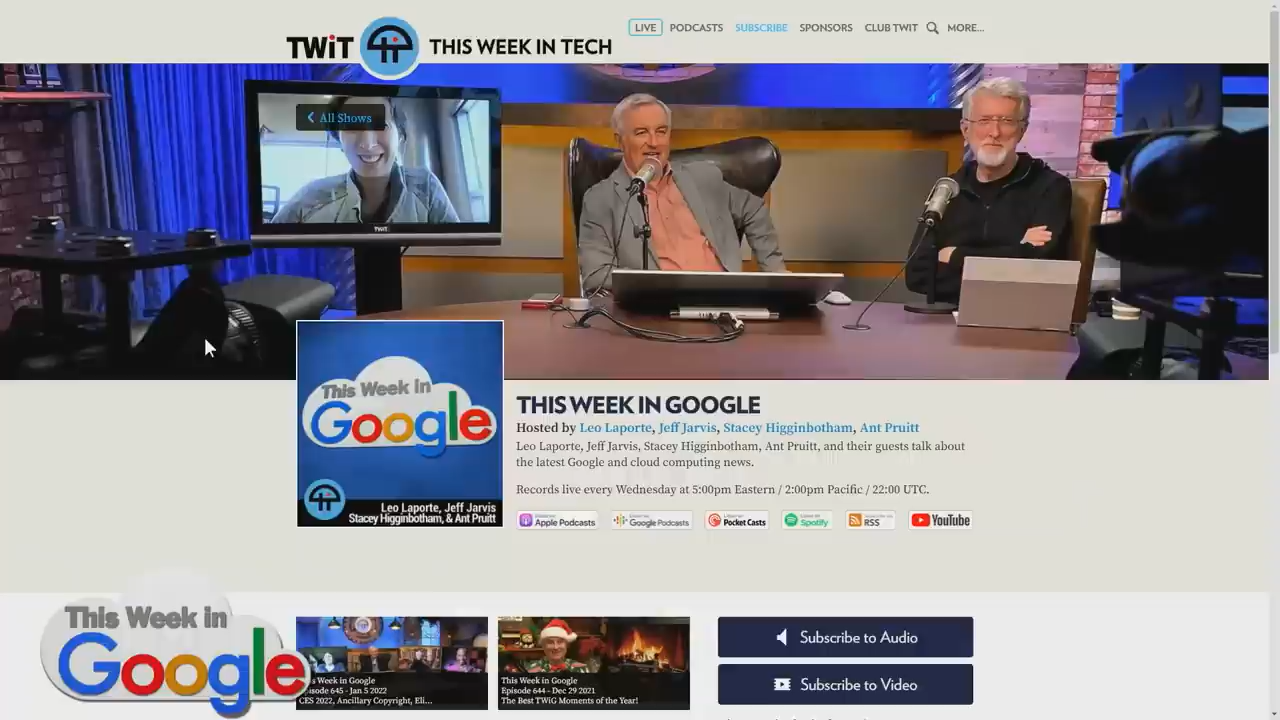 TWiT
THIS WEEK IN TECH
LIVE
PODCASTS
SUBSCRIBE
SPONSORS
CLUB TWIT
MORE...
All Shows
TWiT
This Week in
Google
Leo Laporte, Jeff Jarvis
Stacey Higginbotham, & Ant Pruitt
THIS WEEK IN GOOGLE
Hosted by Leo Laporte, Jeff Jarvis, Stacey Higginbotham, Ant Pruitt
Leo Laporte, Jeff Jarvis, Stacey Higginbotham, Ant Pruitt, and their guests talk about
the latest Google and cloud computing news.
Records live every Wednesday at 5:00pm Eastern / 2:00pm Pacific / 22:00 UTC.
Apple Podcasts
Google Podcasts
Pocket Casts
Spotify
RSS
YouTube
This Week in
Google
s Week in Google
isode 645 - Jan 5 2022
CES 2022, Ancillary Copyright, Eli...
This Week in Google
Episode 644 - Dec 29 2021
The Best TWiG Moments of the Year!
Subscribe to Audio
Subscribe to Video